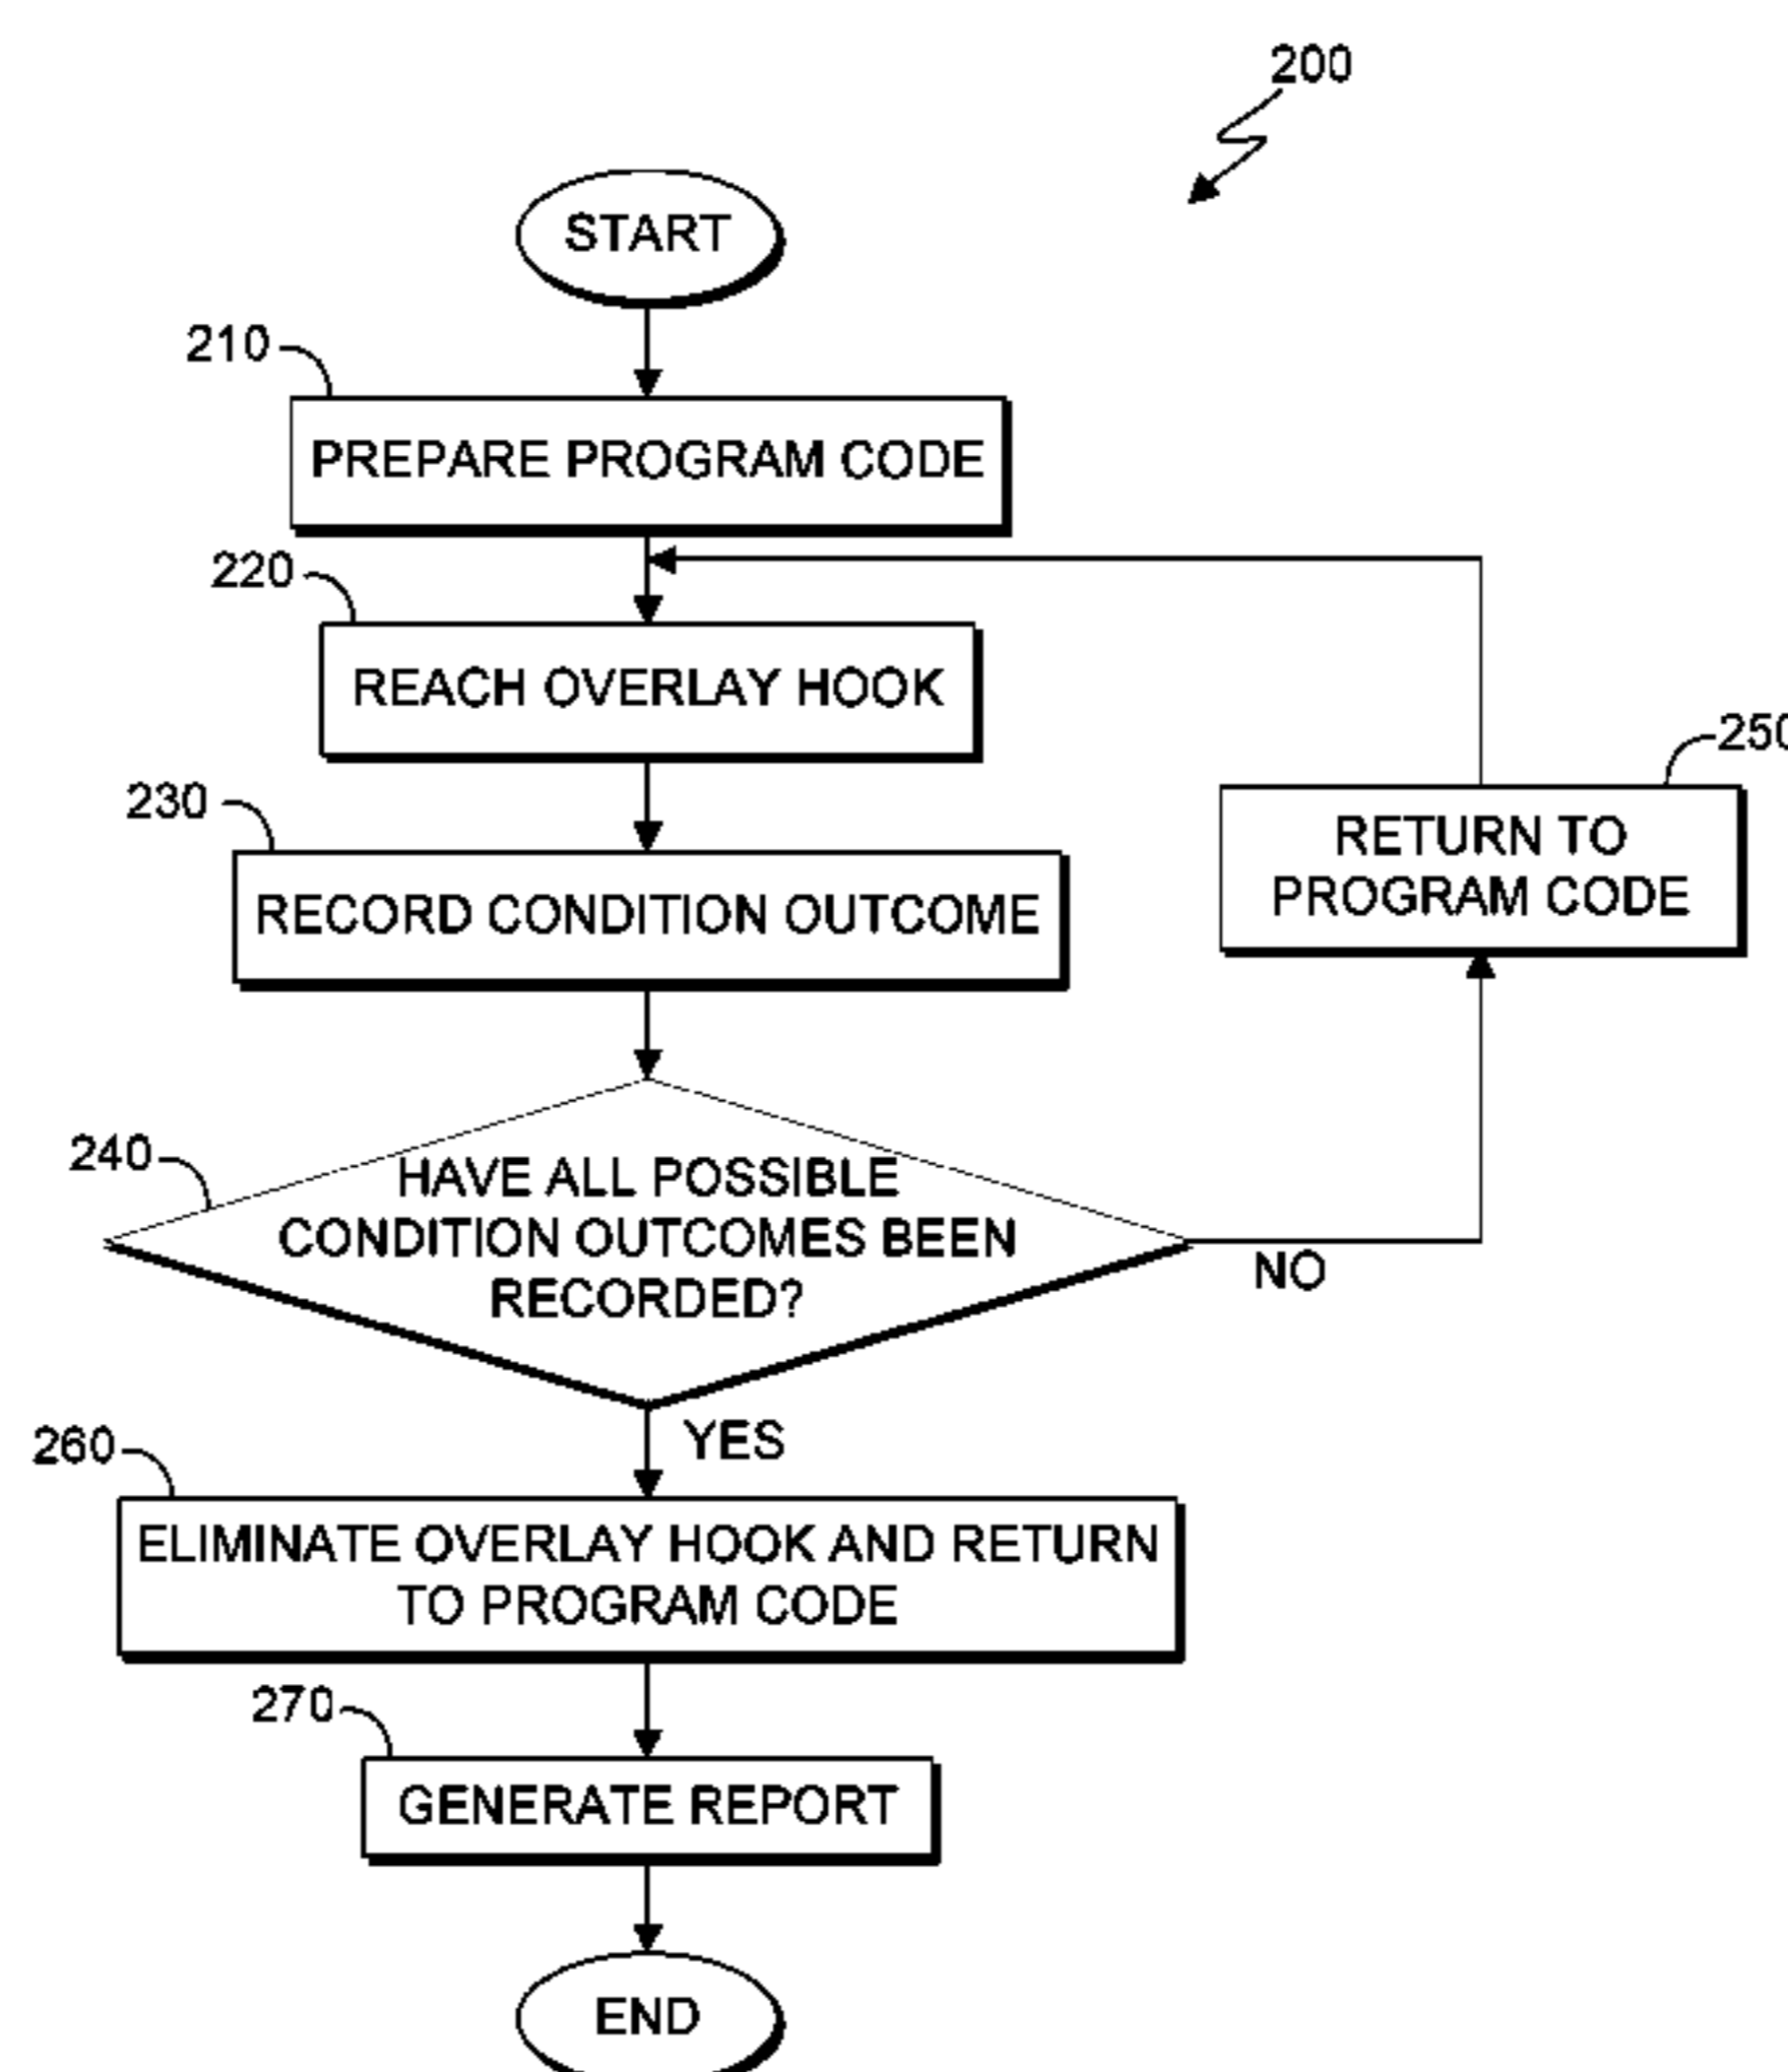 200
START
210
PREPARE PROGRAM CODE
220
REACH OVERLAY HOOK
230
RECORD CONDITION OUTCOME
250
RETURN TO
PROGRAM CODE
240
HAVE ALL POSSIBLE
CONDITION OUTCOMES BEEN
RECORDED?
NO
YES
260
ELIMINATE OVERLAY HOOK AND RETURN
TO PROGRAM CODE
270
GENERATE REPORT
END